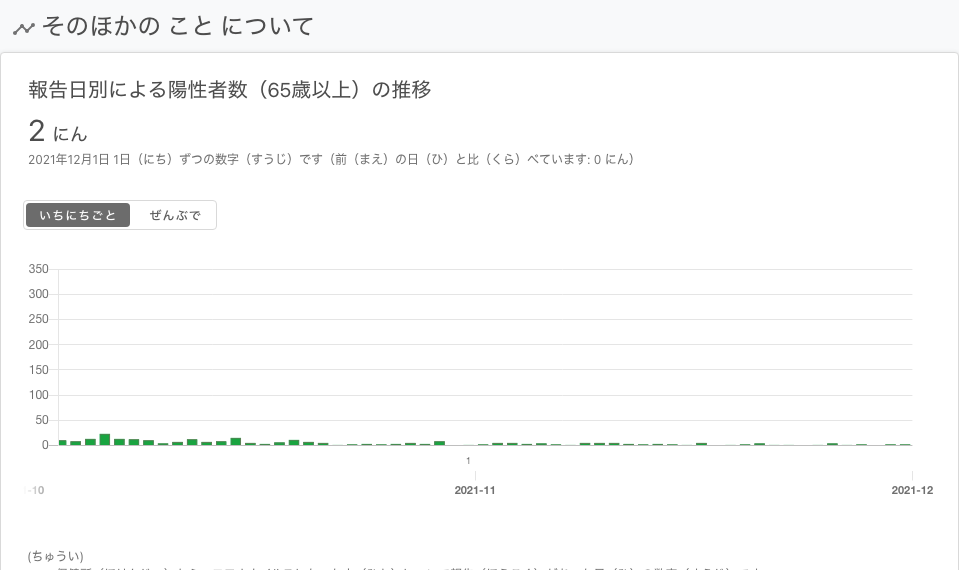 そのほかの こと について
報告日別による陽性者数（65歳以上）の推移
2 にん
2021年12月1日 1日（にち）ずつの数字（すうじ）です（前（まえ）の日（ひ）と比（くら）べています: 0 にん）
いちにちごと ぜんぶで
350
300
250
200
150
100
50
0
1
-10 2021-11 2021-12
(ちゅうい)